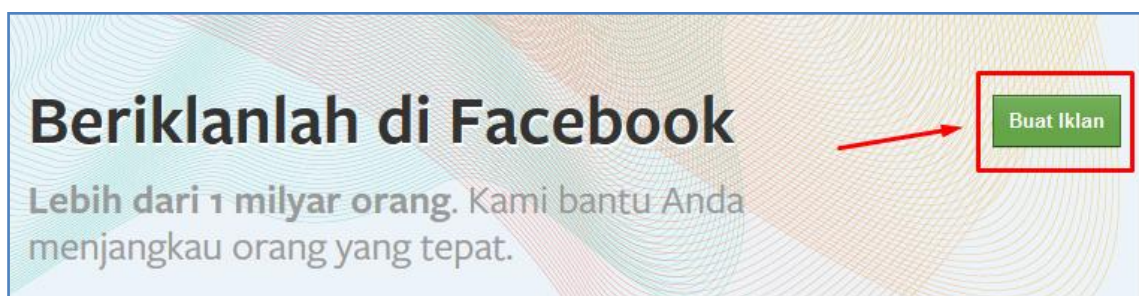 Beriklanlah di Facebook
Buat Iklan
Lebih dari 1 milyar orang. Kami bantu Anda
menjangkau orang yang tepat.